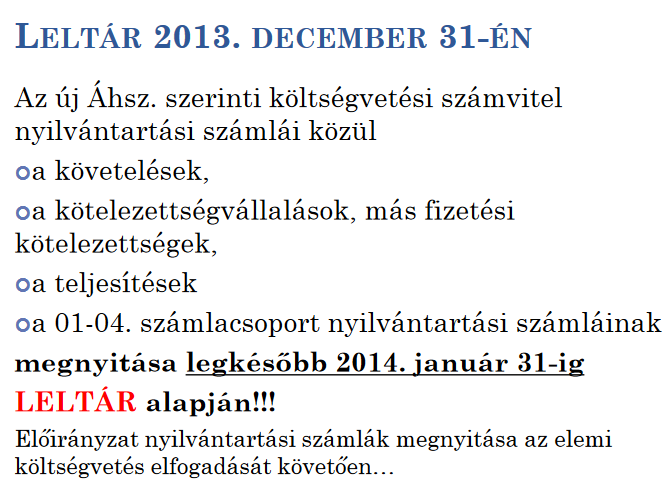 LELTÁR 2013. DECEMBER 31-ÉN
Az új Áhsz. szerinti költségvetési számvitel
nyilvántartási számlái közül
a követelések,
a kötelezettségvállalások, más fizetési
kötelezettségek,
a teljesítések
a 01-04. számlacsoport nyilvántartási számláinak
megnyitása legkésőbb 2014. január 31-ig
LELTÁR alapján!!!
Előirányzat nyilvántartási számlák megnyitása az elemi
költségvetés elfogadását követően…